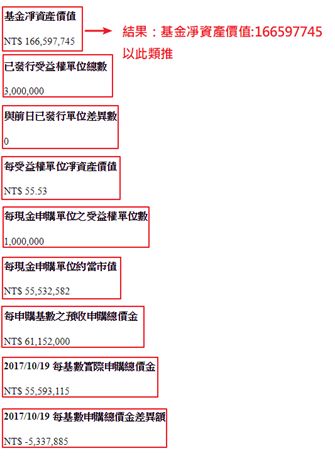 基金淨資產價值
NT$ 166,597,745
結果：基金凈資產價值:166597745
以此類推
已發行受益權單位總數
3,000,000
與前日已發行單位差異數
0
每受益權單位淨資產價值
NT$ 55.53
每現金申購單位之受益權單位數
1,000,000
每現金申購單位約當市值
NT$ 55,532,582
每申購基數之預收申購總價金
NT$ 61,152,000
2017/10/19 每基數實際申購總價金
NT$ 55,593,115
2017/10/19 每基數申購總價金差異額
NT$ -5,337,885